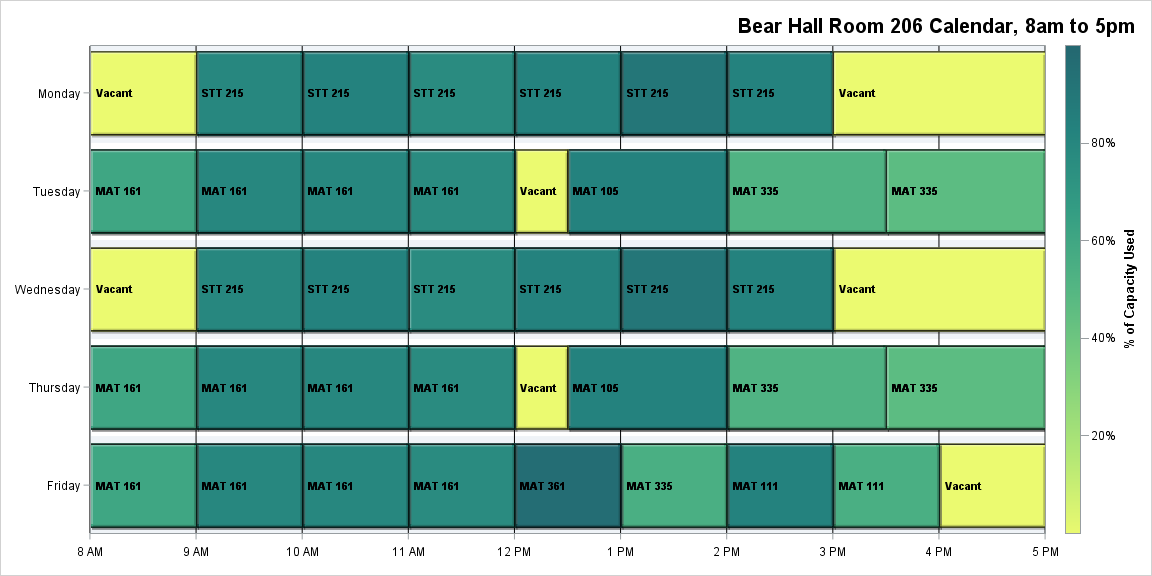 Bear Hall Room 206 Calendar, 8am to 5pm
Monday Vacant STT 215 STT 215 STT 215 STT 215 STT 215 STT 215 Vacant
80%
Tuesday MAT 161 MAT 161 MAT 161 MAT 161 Vacant MAT 105 MAT 335 MAT 335
60%
% of Capacity Used
Wednesday Vacant STT 215 STT 215 STT 215 STT 215 STT 215 STT 215 Vacant
40%
Thursday MAT 161 MAT 161 MAT 161 MAT 161 Vacant MAT 105 MAT 335 MAT 335
20%
Friday MAT 161 MAT 161 MAT 161 MAT 161 MAT 361 MAT 335 MAT 111 MAT 111 Vacant
8 AM 9 AM 10 AM 11 AM 12 PM 1 PM 2 PM 3 PM 4 PM 5 PM